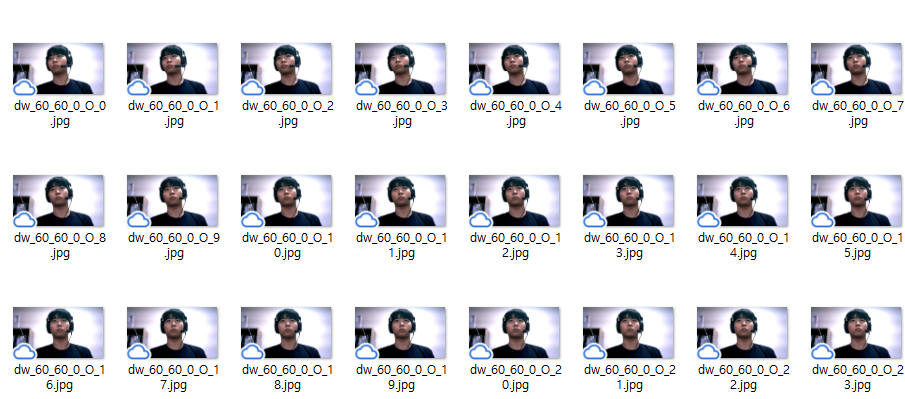 dw_60_60_0_O_0
.jpg
dw_60_60_0_O_1
.jpg
dw_60_60_0_O_2
.jpg
dw_60_60_0_O_3
.jpg
dw_60_60_0_O_4
.jpg
dw_60_60_0_O_5
.jpg
dw_60_60_0_O_6
.jpg
dw_60_60_0_O_7
.jpg
dw_60_60_0_O_8
.jpg
dw_60_60_0_O_9
.jpg
dw_60_60_0_O_1
0.jpg
dw_60_60_0_O_1
1.jpg
dw_60_60_0_O_1
2.jpg
dw_60_60_0_O_1
3.jpg
dw_60_60_0_O_1
4.jpg
dw_60_60_0_O_1
5.jpg
dw_60_60_0_O_1
6.jpg
dw_60_60_0_O_1
7.jpg
dw_60_60_0_O_1
8.jpg
dw_60_60_0_O_1
9.jpg
dw_60_60_0_O_2
0.jpg
dw_60_60_0_O_2
1.jpg
dw_60_60_0_O_2
2.jpg
dw_60_60_0_O_2
3.jpg